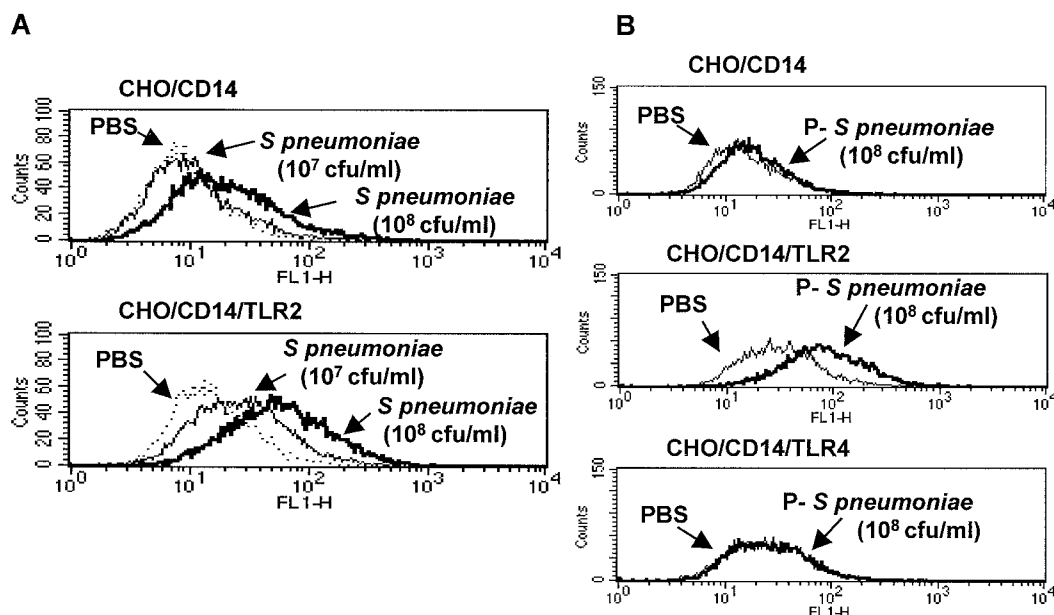 A
CHO/CD14
PBS
S pneumoniae
(10⁷ cfu/ml)
S pneumoniae
(10⁸ cfu/ml)
Counts
0 20 40 60 80 100
10⁰ 10¹ 10² 10³ 10⁴
FL1-H
CHO/CD14/TLR2
PBS
S pneumoniae
(10⁷ cfu/ml)
S pneumoniae
(10⁸ cfu/ml)
Counts
0 20 40 60 80 100
10⁰ 10¹ 10² 10³ 10⁴
FL1-H
B
CHO/CD14
PBS
P- S pneumoniae
(10⁸ cfu/ml)
Counts
0 150
10⁰ 10¹ 10² 10³ 10⁴
FL1-H
CHO/CD14/TLR2
PBS
P- S pneumoniae
(10⁸ cfu/ml)
Counts
0 150
10⁰ 10¹ 10² 10³ 10⁴
FL1-H
CHO/CD14/TLR4
PBS
P- S pneumoniae
(10⁸ cfu/ml)
Counts
0 150
10⁰ 10¹ 10² 10³ 10⁴
FL1-H